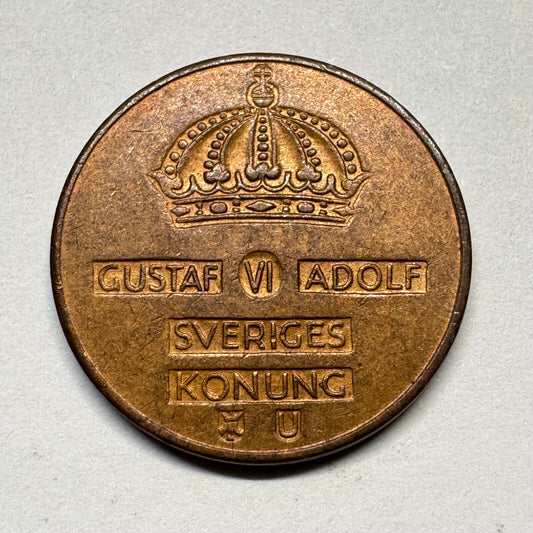 GUSTAF VI ADOLF
SVERIGES
KONUNG
U